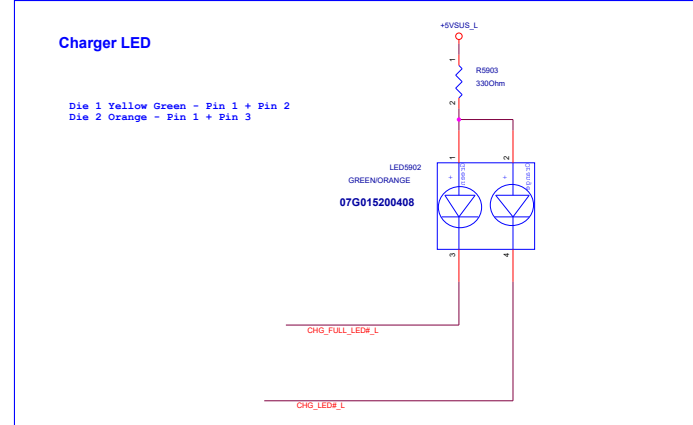 +5VSUS_L
Charger LED
1
R5903
330Ohm
2
Die 1 Yellow Green - Pin 1 + Pin 2
Die 2 Orange - Pin 1 + Pin 3
1
2
LED5902
+
+
GREEN/ORANGE
07G015200408
3
4
CHG_FULL_LED#_L
CHG_LED#_L